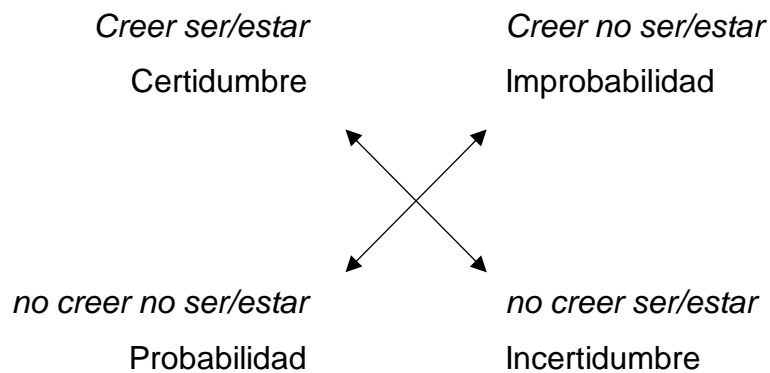 Creer ser/estar
Creer no ser/estar
Certidumbre
Improbabilidad
no creer no ser/estar
no creer ser/estar
Probabilidad
Incertidumbre